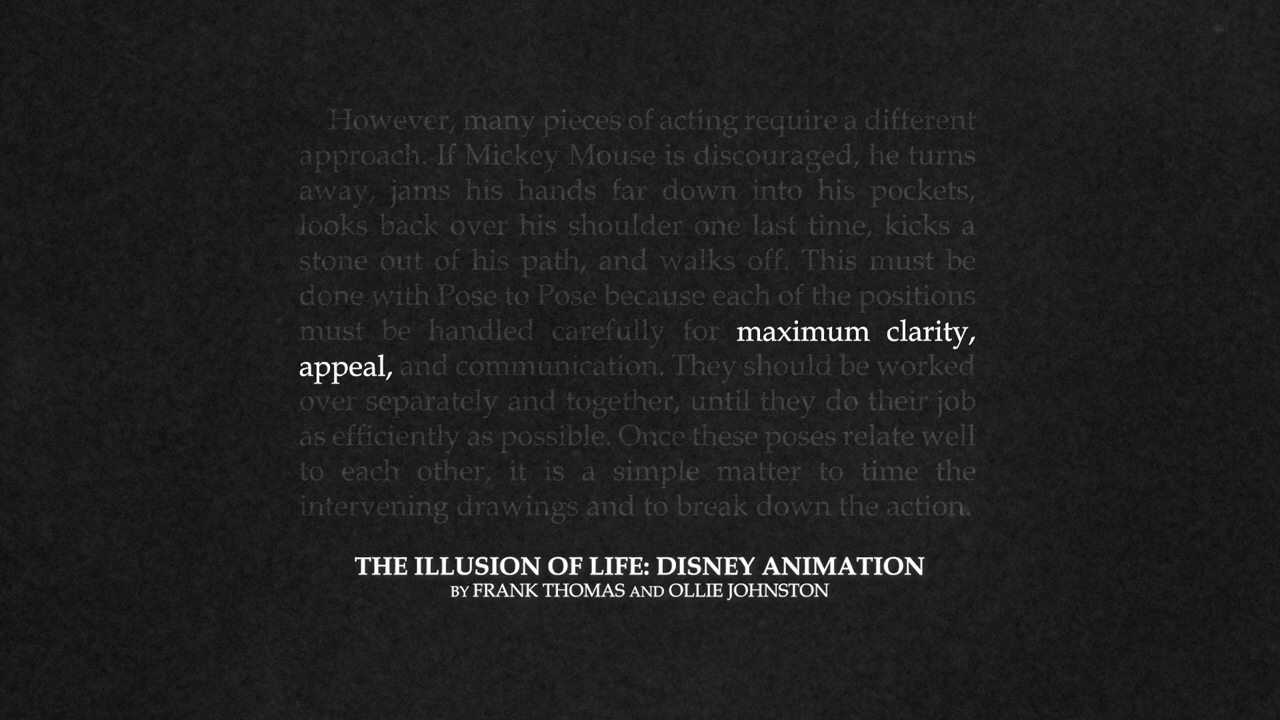 However, many pieces of acting require a different
approach. If Mickey Mouse is discouraged, he turns
away, jams his hands far down into his pockets,
looks back over his shoulder one last time, kicks a
stone out of his path, and walks off. This must be
done with Pose to Pose because each of the positions
must be handled carefully for maximum clarity,
appeal, and communication. They should be worked
over separately and together, until they do their job
as efficiently as possible. Once these poses relate well
to each other, it is a simple matter to time the
intervening drawings and to break down the action.
THE ILLUSION OF LIFE: DISNEY ANIMATION
BY FRANK THOMAS AND OLLIE JOHNSTON